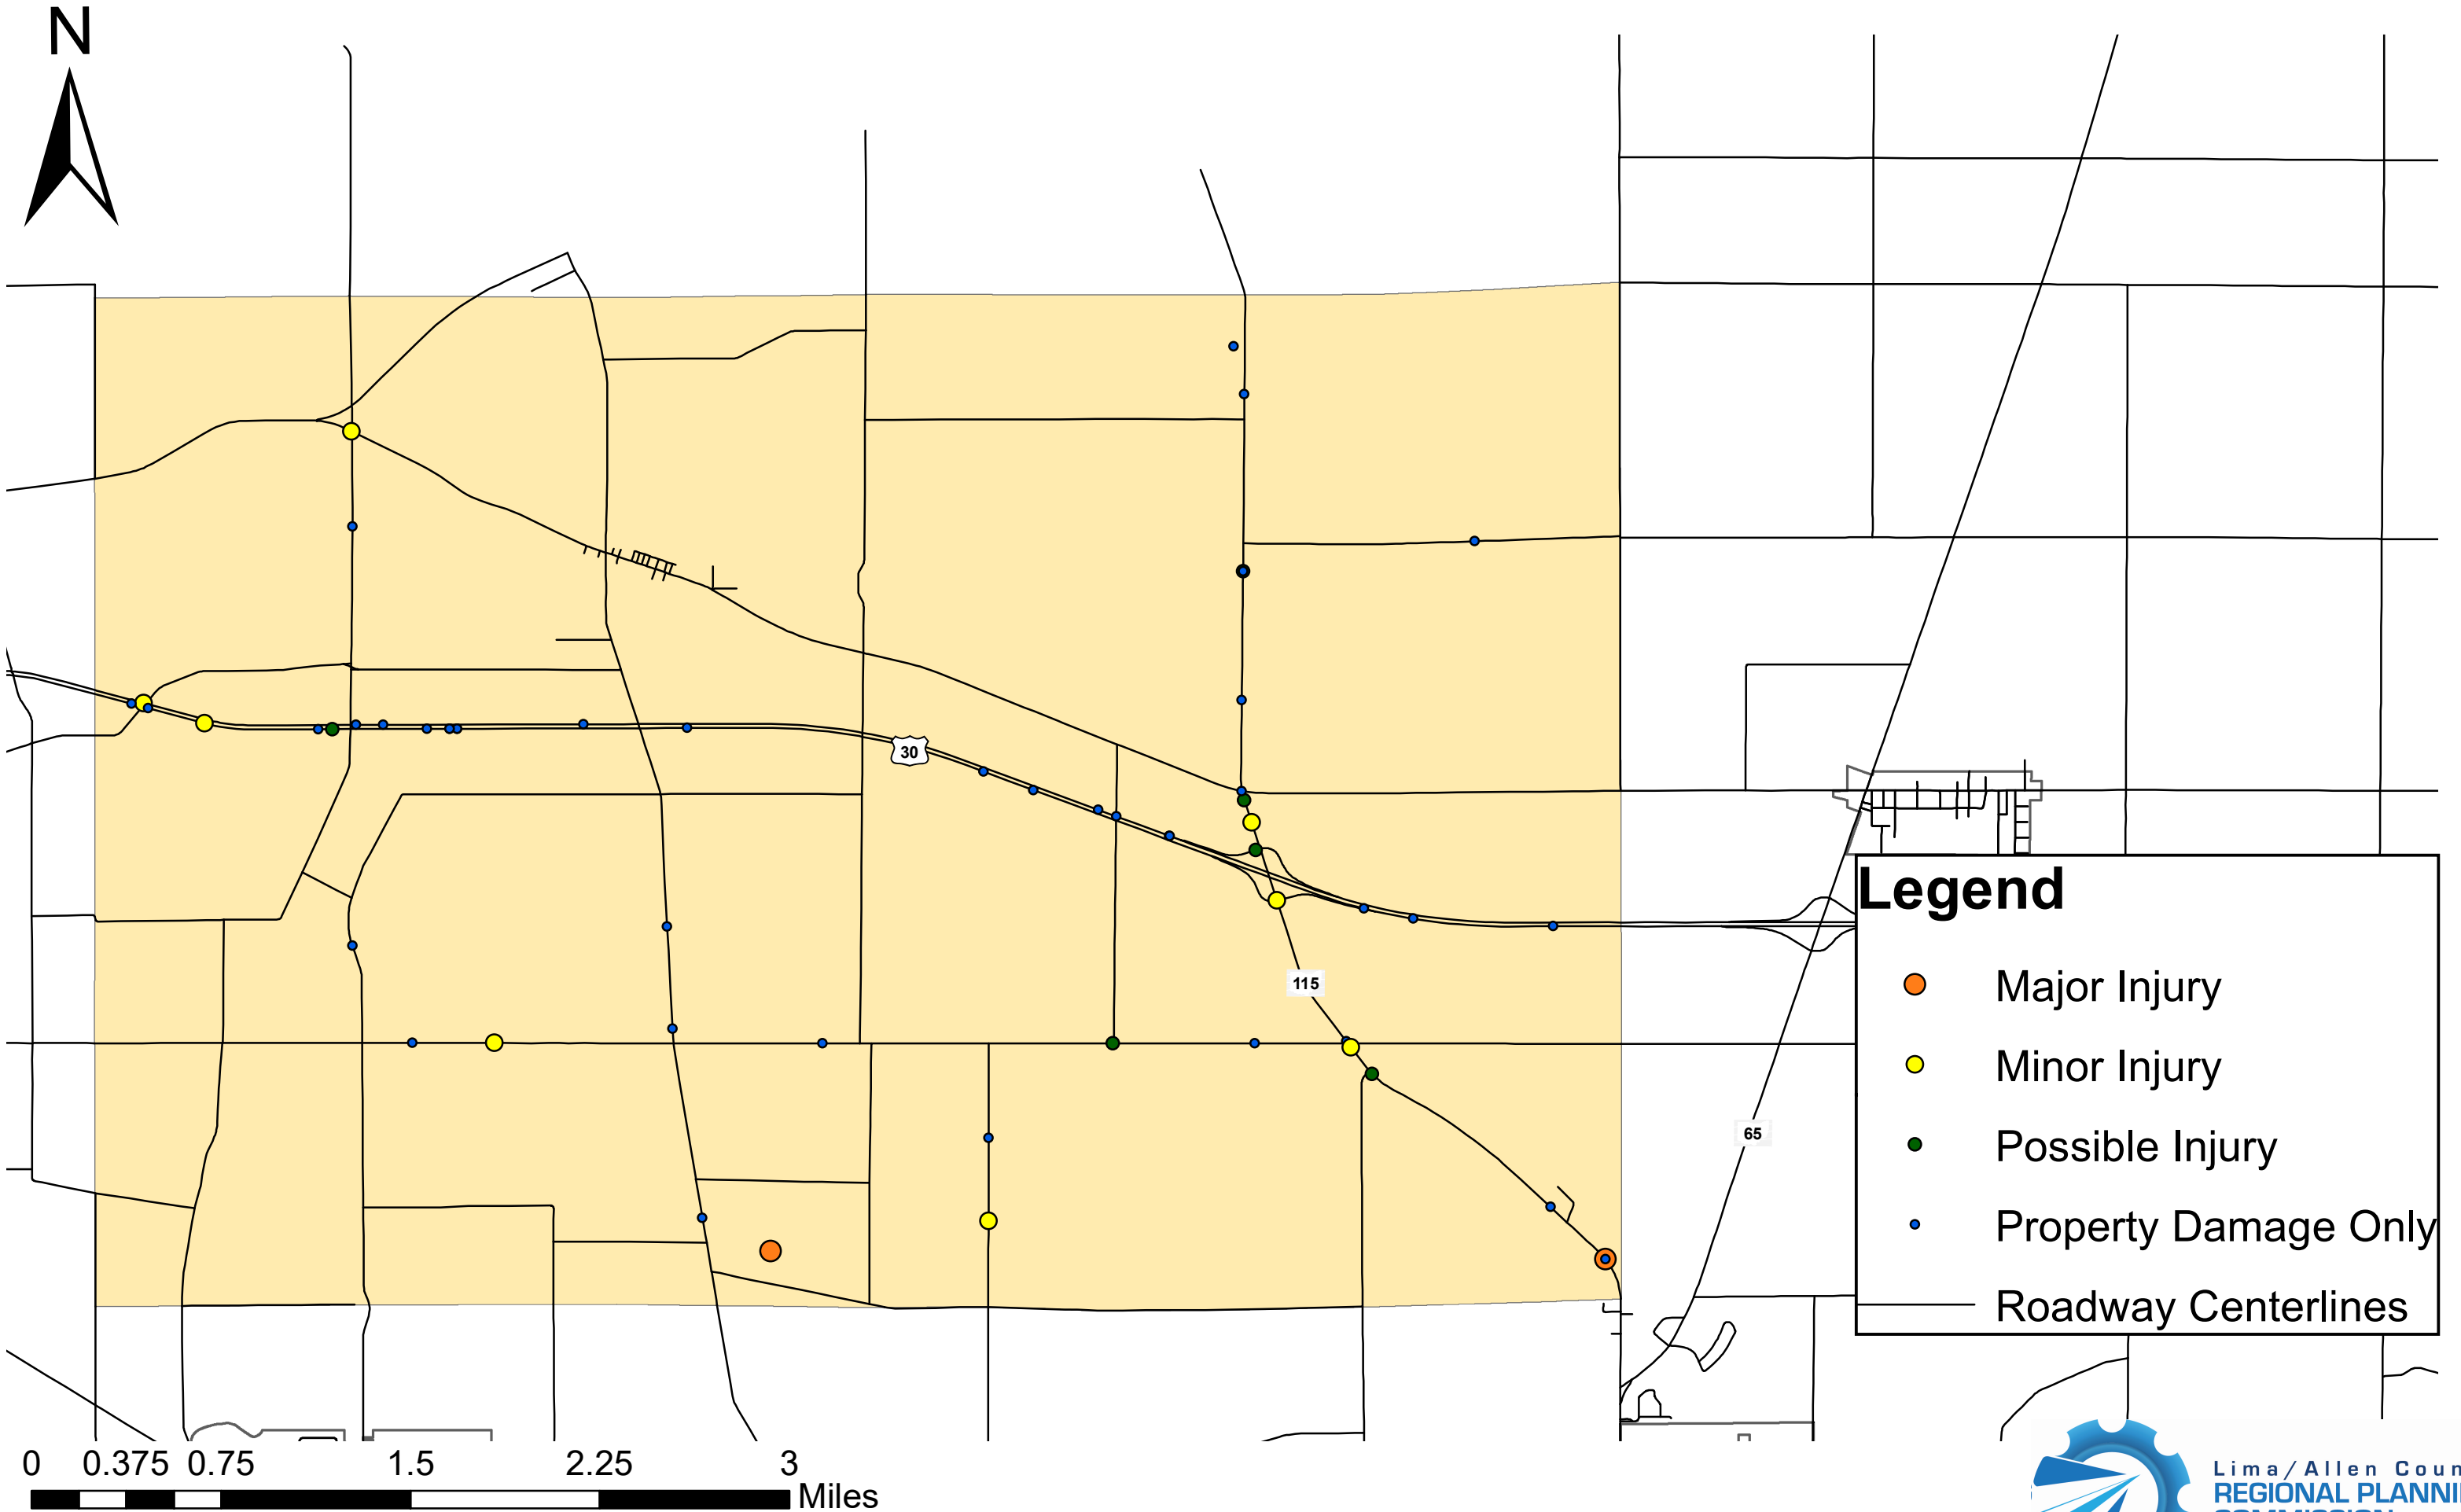 N
30
115
65
Legend
Major Injury
Minor Injury
Possible Injury
Property Damage Only
Roadway Centerlines
0 0.375 0.75 1.5 2.25 3
Miles
Lima/Allen Coun
REGIONAL PLANNI